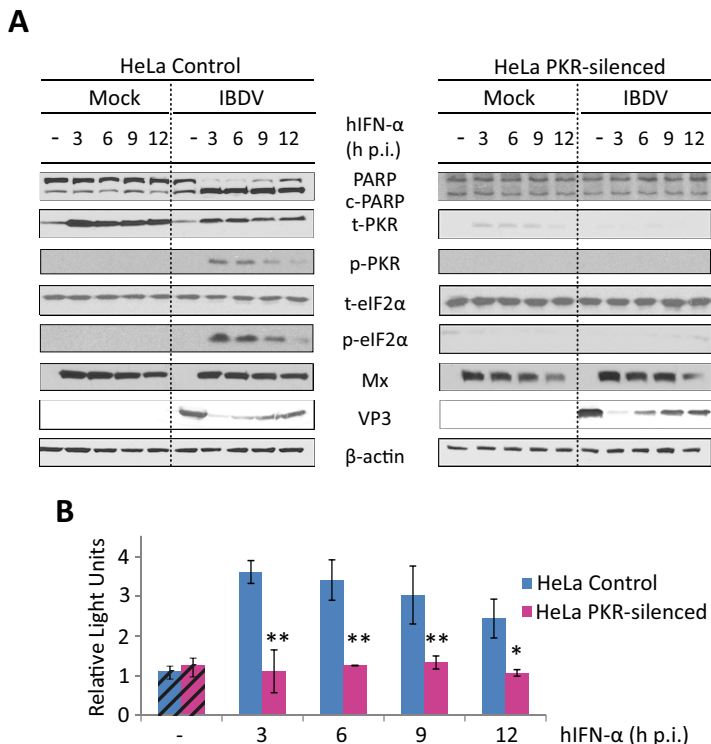 A
HeLa Control
HeLa PKR-silenced
Mock
IBDV
Mock
IBDV
- 3 6 9 12 - 3 6 9 12
hIFN-α
(h p.i.)
- 3 6 9 12 - 3 6 9 12
PARP
c-PARP
t-PKR
p-PKR
t-eIF2α
p-eIF2α
Mx
VP3
β-actin
B
Relative Light Units
4
3
2
1
0
** ** ** *
HeLa Control
HeLa PKR-silenced
- 3 6 9 12 hIFN-α (h p.i.)